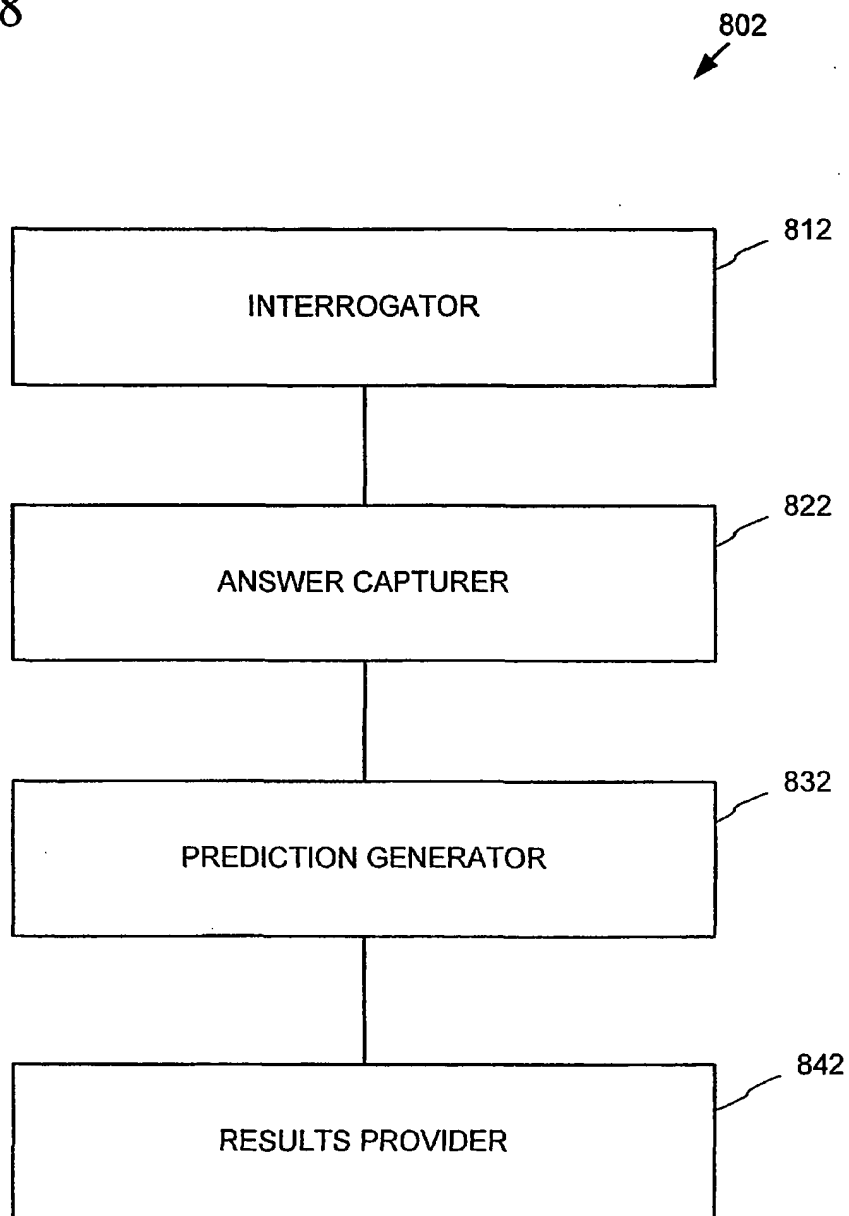 8
802
812
INTERROGATOR
822
ANSWER CAPTURER
832
PREDICTION GENERATOR
842
RESULTS PROVIDER